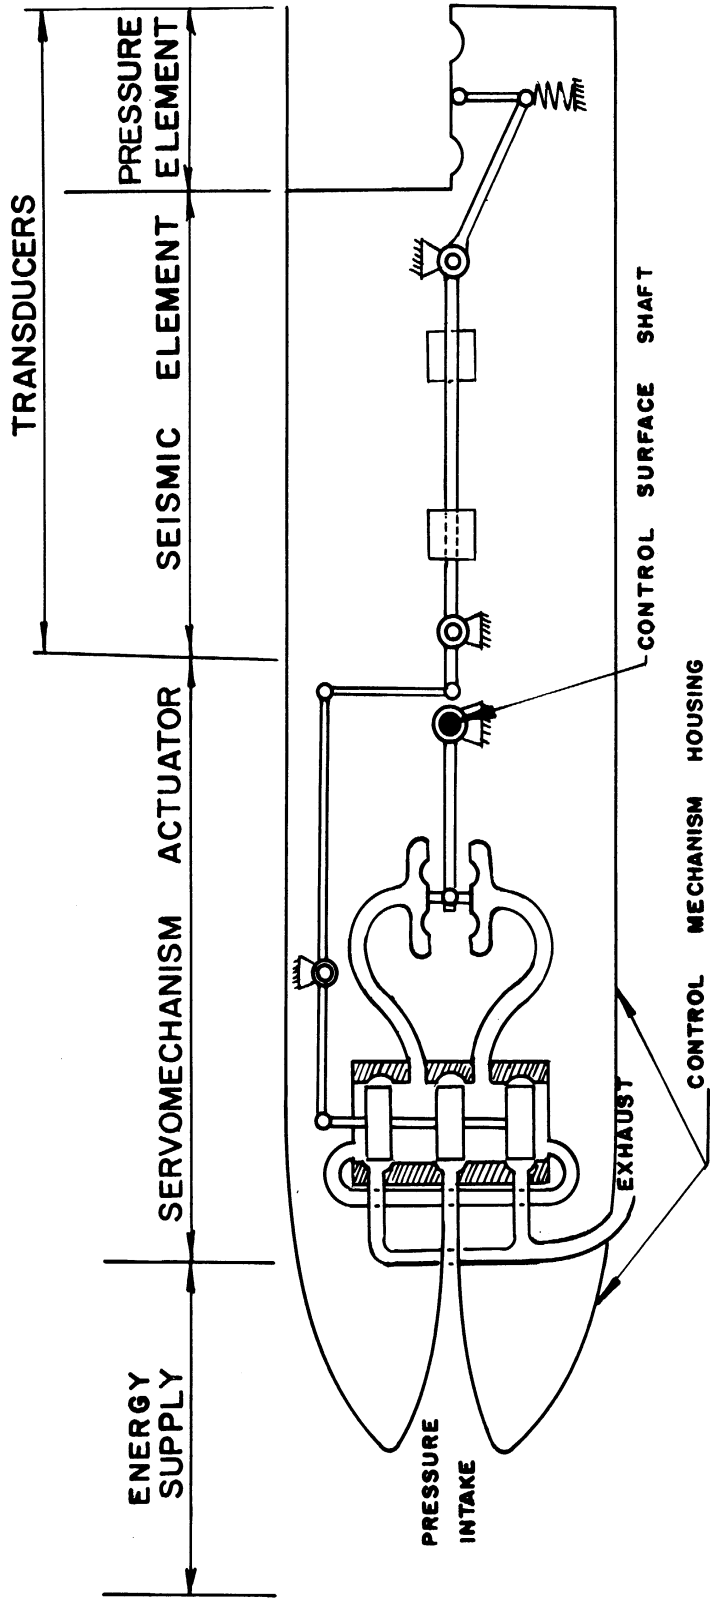 TRANSDUCERS
PRESSURE
ELEMENT
SEISMIC ELEMENT
SERVOMECHANISM ACTUATOR
ENERGY
SUPPLY
PRESSURE
INTAKE
EXHAUST
CONTROL SURFACE SHAFT
CONTROL MECHANISM HOUSING